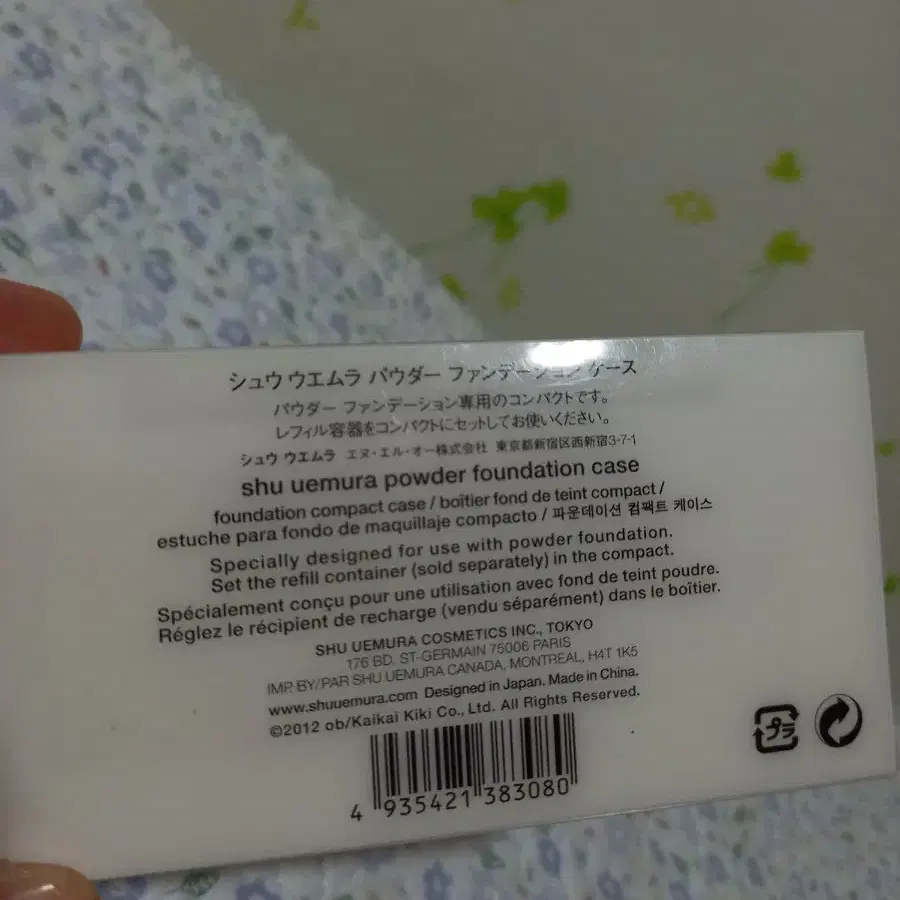 シュウ ウエムラ パウダー ファンデーション ケース
パウダー ファンデーション専用のコンパクトです。
レフィル容器をコンパクトにセットしてお使いください。
シュウ ウエムラ エヌ・エル・オー株式会社 東京都新宿区西新宿3-7-1
shu uemura powder foundation case
foundation compact case / boîtier fond de teint compact /
estuche para fondo de maquillaje compacto / 파운데이션 컴팩트 케이스
Specially designed for use with powder foundation.
Set the refill container (sold separately) in the compact.
Spécialement conçu pour une utilisation avec fond de teint poudre.
Réglez le récipient de recharge (vendu séparément) dans le boîtier.
SHU UEMURA COSMETICS INC., TOKYO
176 BD. ST-GERMAIN 75006 PARIS
IMP. BY/PAR SHU UEMURA CANADA, MONTREAL, H4T 1K5
www.shuuemura.com Designed in Japan. Made in China.
©2012 ob/Kaikai Kiki Co., Ltd. All Rights Reserved.
プラ
4 935421 383080